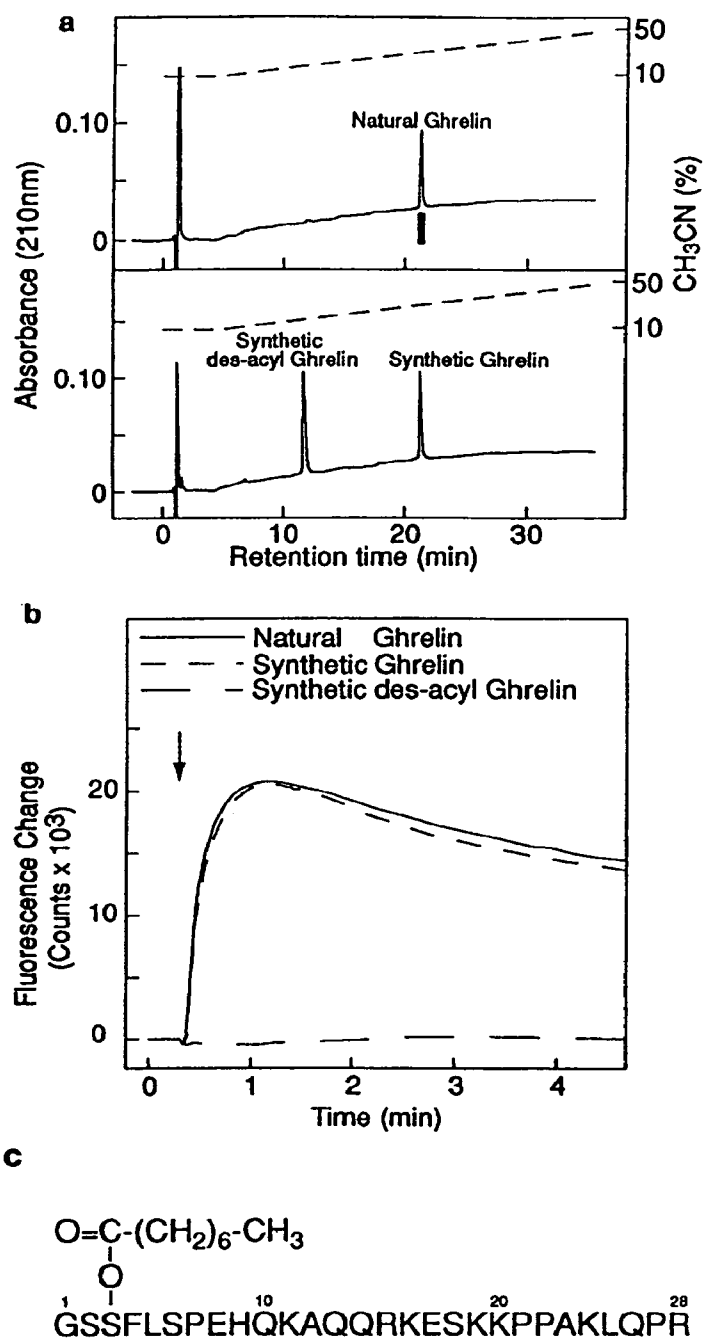 a
50
10
0.10
Natural Ghrelin
0
Absorbance (210nm)
CH3CN (%)
50
10
Synthetic
des-acyl Ghrelin
Synthetic Ghrelin
0.10
0
0 10 20 30
Retention time (min)
b
Natural Ghrelin
Synthetic Ghrelin
Synthetic des-acyl Ghrelin
Fluorescence Change
(Counts x 10³)
20
10
0
0 1 2 3 4
Time (min)
c
O=C-(CH2)6-CH3
O
1 10 20 28
GSSFLSPEHQKAQQRKESKKPPAKLQPR